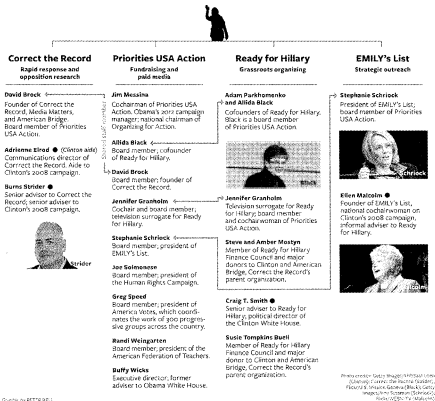 Correct the Record
Rapid response and
opposition research
David Brock
Founder of Correct the
Record, Media Matters,
and American Bridge.
Board member of Priorities
USA Action.
Adrienne Elrod (Clinton aide)
Communications director of
Correct the Record. Aide to
Clinton's 2008 campaign.
Burns Strider
Senior adviser to Correct the
Record; senior adviser to
Clinton's 2008 campaign.
Strider
Priorities USA Action
Fundraising and
paid media
Jim Messina
Cochairman of Priorities USA
Action. Obama's 2012 campaign
manager; national chairman of
Organizing for Action.
Allida Black
Board member, cofounder
of Ready for Hillary.
David Brock
Board member; founder of
Correct the Record.
Jennifer Granholm
Cochair and board member;
television surrogate for Ready
for Hillary.
Stephanie Schriock
Board member; president of
EMILY's List.
Joe Solmonese
Board member; president of
the Human Rights Campaign.
Greg Speed
Board member; president of
America Votes, which coordi-
nates the work of 300 progres-
sive groups across the country.
Randi Weingarten
Board member; president of the
American Federation of Teachers.
Buffy Wicks
Executive director; former
adviser to Obama White House.
Ready for Hillary
Grassroots organizing
Adam Parkhomenko
and Allida Black
Cofounders of Ready for Hillary.
Black is a board member
of Priorities USA Action.
Jennifer Granholm
Television surrogate for Ready
for Hillary; board member
and cochairwoman of Priorities
USA Action.
Steve and Amber Mostyn
Member of Ready for Hillary
Finance Council and major
donors to Clinton and American
Bridge, Correct the Record's
parent organization.
Craig T. Smith
Senior adviser to Ready for
Hillary; political director of
the Clinton White House.
Susie Tompkins Buell
Member of Ready for Hillary
Finance Council and major
donor to Clinton and American
Bridge, Correct the Record's
parent organization.
EMILY's List
Strategic outreach
Stephanie Schriock
President of EMILY's List;
board member of Priorities
USA Action.
Schriock
Ellen Malcolm
Founder of EMILY's List,
national cochairwoman on
Clinton's 2008 campaign,
informal adviser to Ready
for Hillary.
Malcolm